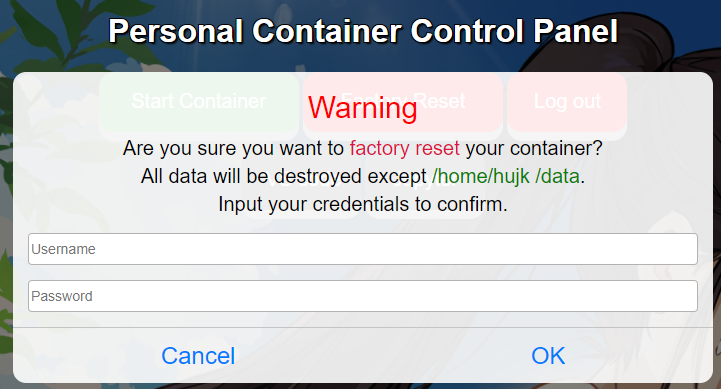 Personal Container Control Panel
Start Container
Factory Reset
Log out
Warning
Are you sure you want to factory reset your container?
All data will be destroyed except /home/hujk /data.
Input your credentials to confirm.
Username
Password
Cancel
OK